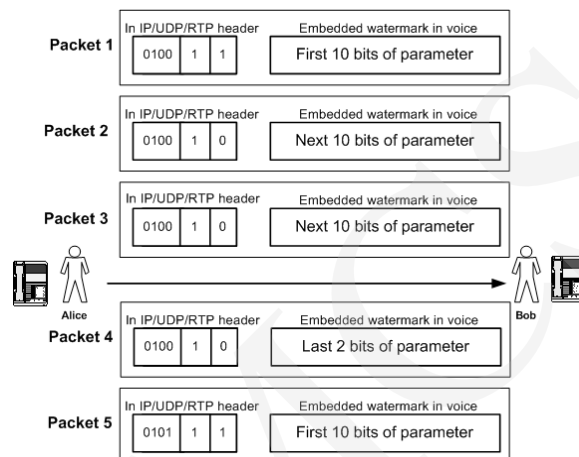 In IP/UDP/RTP header Embedded watermark in voice
Packet 1 0100 1 1 First 10 bits of parameter
In IP/UDP/RTP header Embedded watermark in voice
Packet 2 0100 1 0 Next 10 bits of parameter
In IP/UDP/RTP header Embedded watermark in voice
Packet 3 0100 1 0 Next 10 bits of parameter
Alice Bob
In IP/UDP/RTP header Embedded watermark in voice
Packet 4 0100 1 0 Last 2 bits of parameter
In IP/UDP/RTP header Embedded watermark in voice
Packet 5 0101 1 1 First 10 bits of parameter